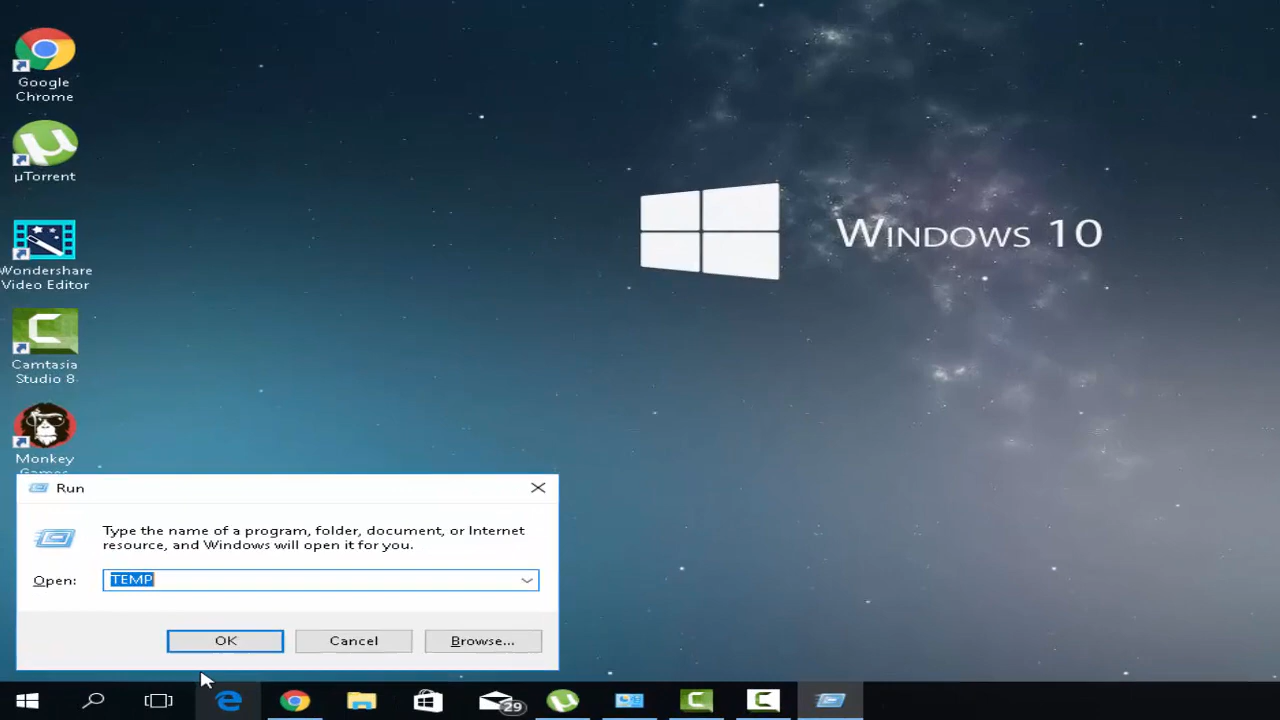 Google
Chrome
µTorrent
Wondershare
Video Editor
Camtasia
Studio 8
Monkey
Games
WINDOWS 10
Run
Type the name of a program, folder, document, or Internet
resource, and Windows will open it for you.
Open: TEMP
OK Cancel Browse...
29